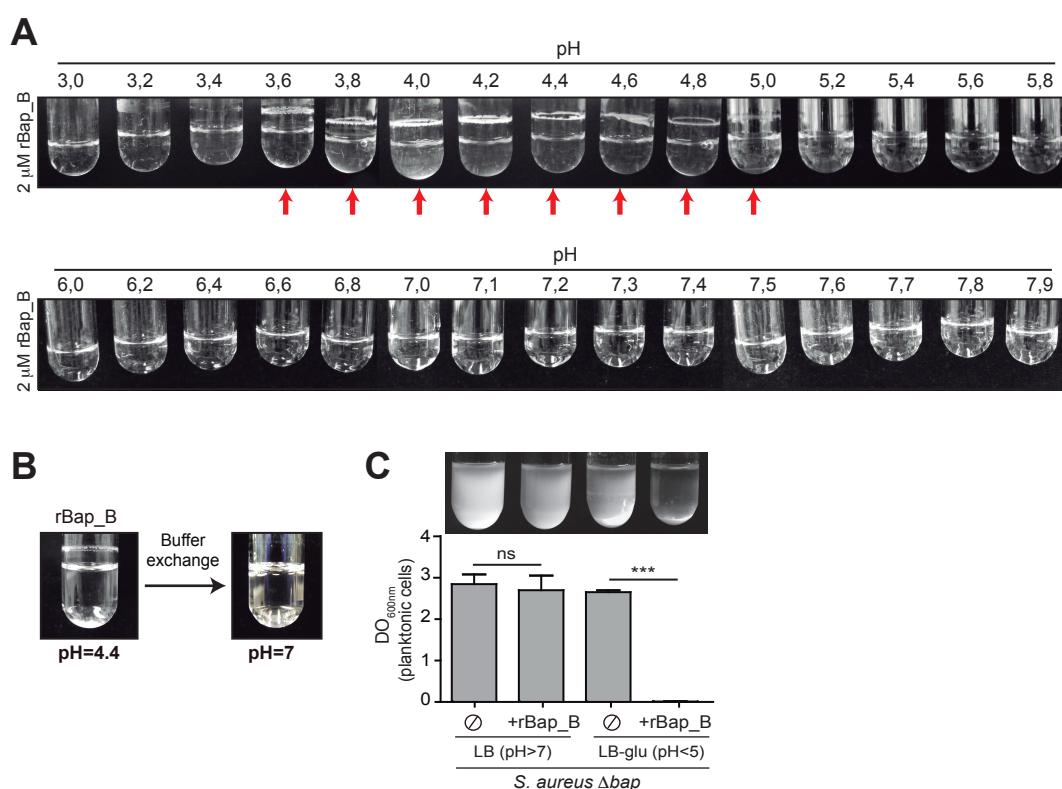 A
pH
3,0 3,2 3,4 3,6 3,8 4,0 4,2 4,4 4,6 4,8 5,0 5,2 5,4 5,6 5,8
2 μM rBap_B
pH
6,0 6,2 6,4 6,6 6,8 7,0 7,1 7,2 7,3 7,4 7,5 7,6 7,7 7,8 7,9
2 μM rBap_B
B
rBap_B
Buffer
exchange
pH=4.4
pH=7
C
4
3
2
1
0
DO600nm
(planktonic cells)
ns
***
∅ +rBap_B ∅ +rBap_B
LB (pH>7) LB-glu (pH<5)
S. aureus Δbap